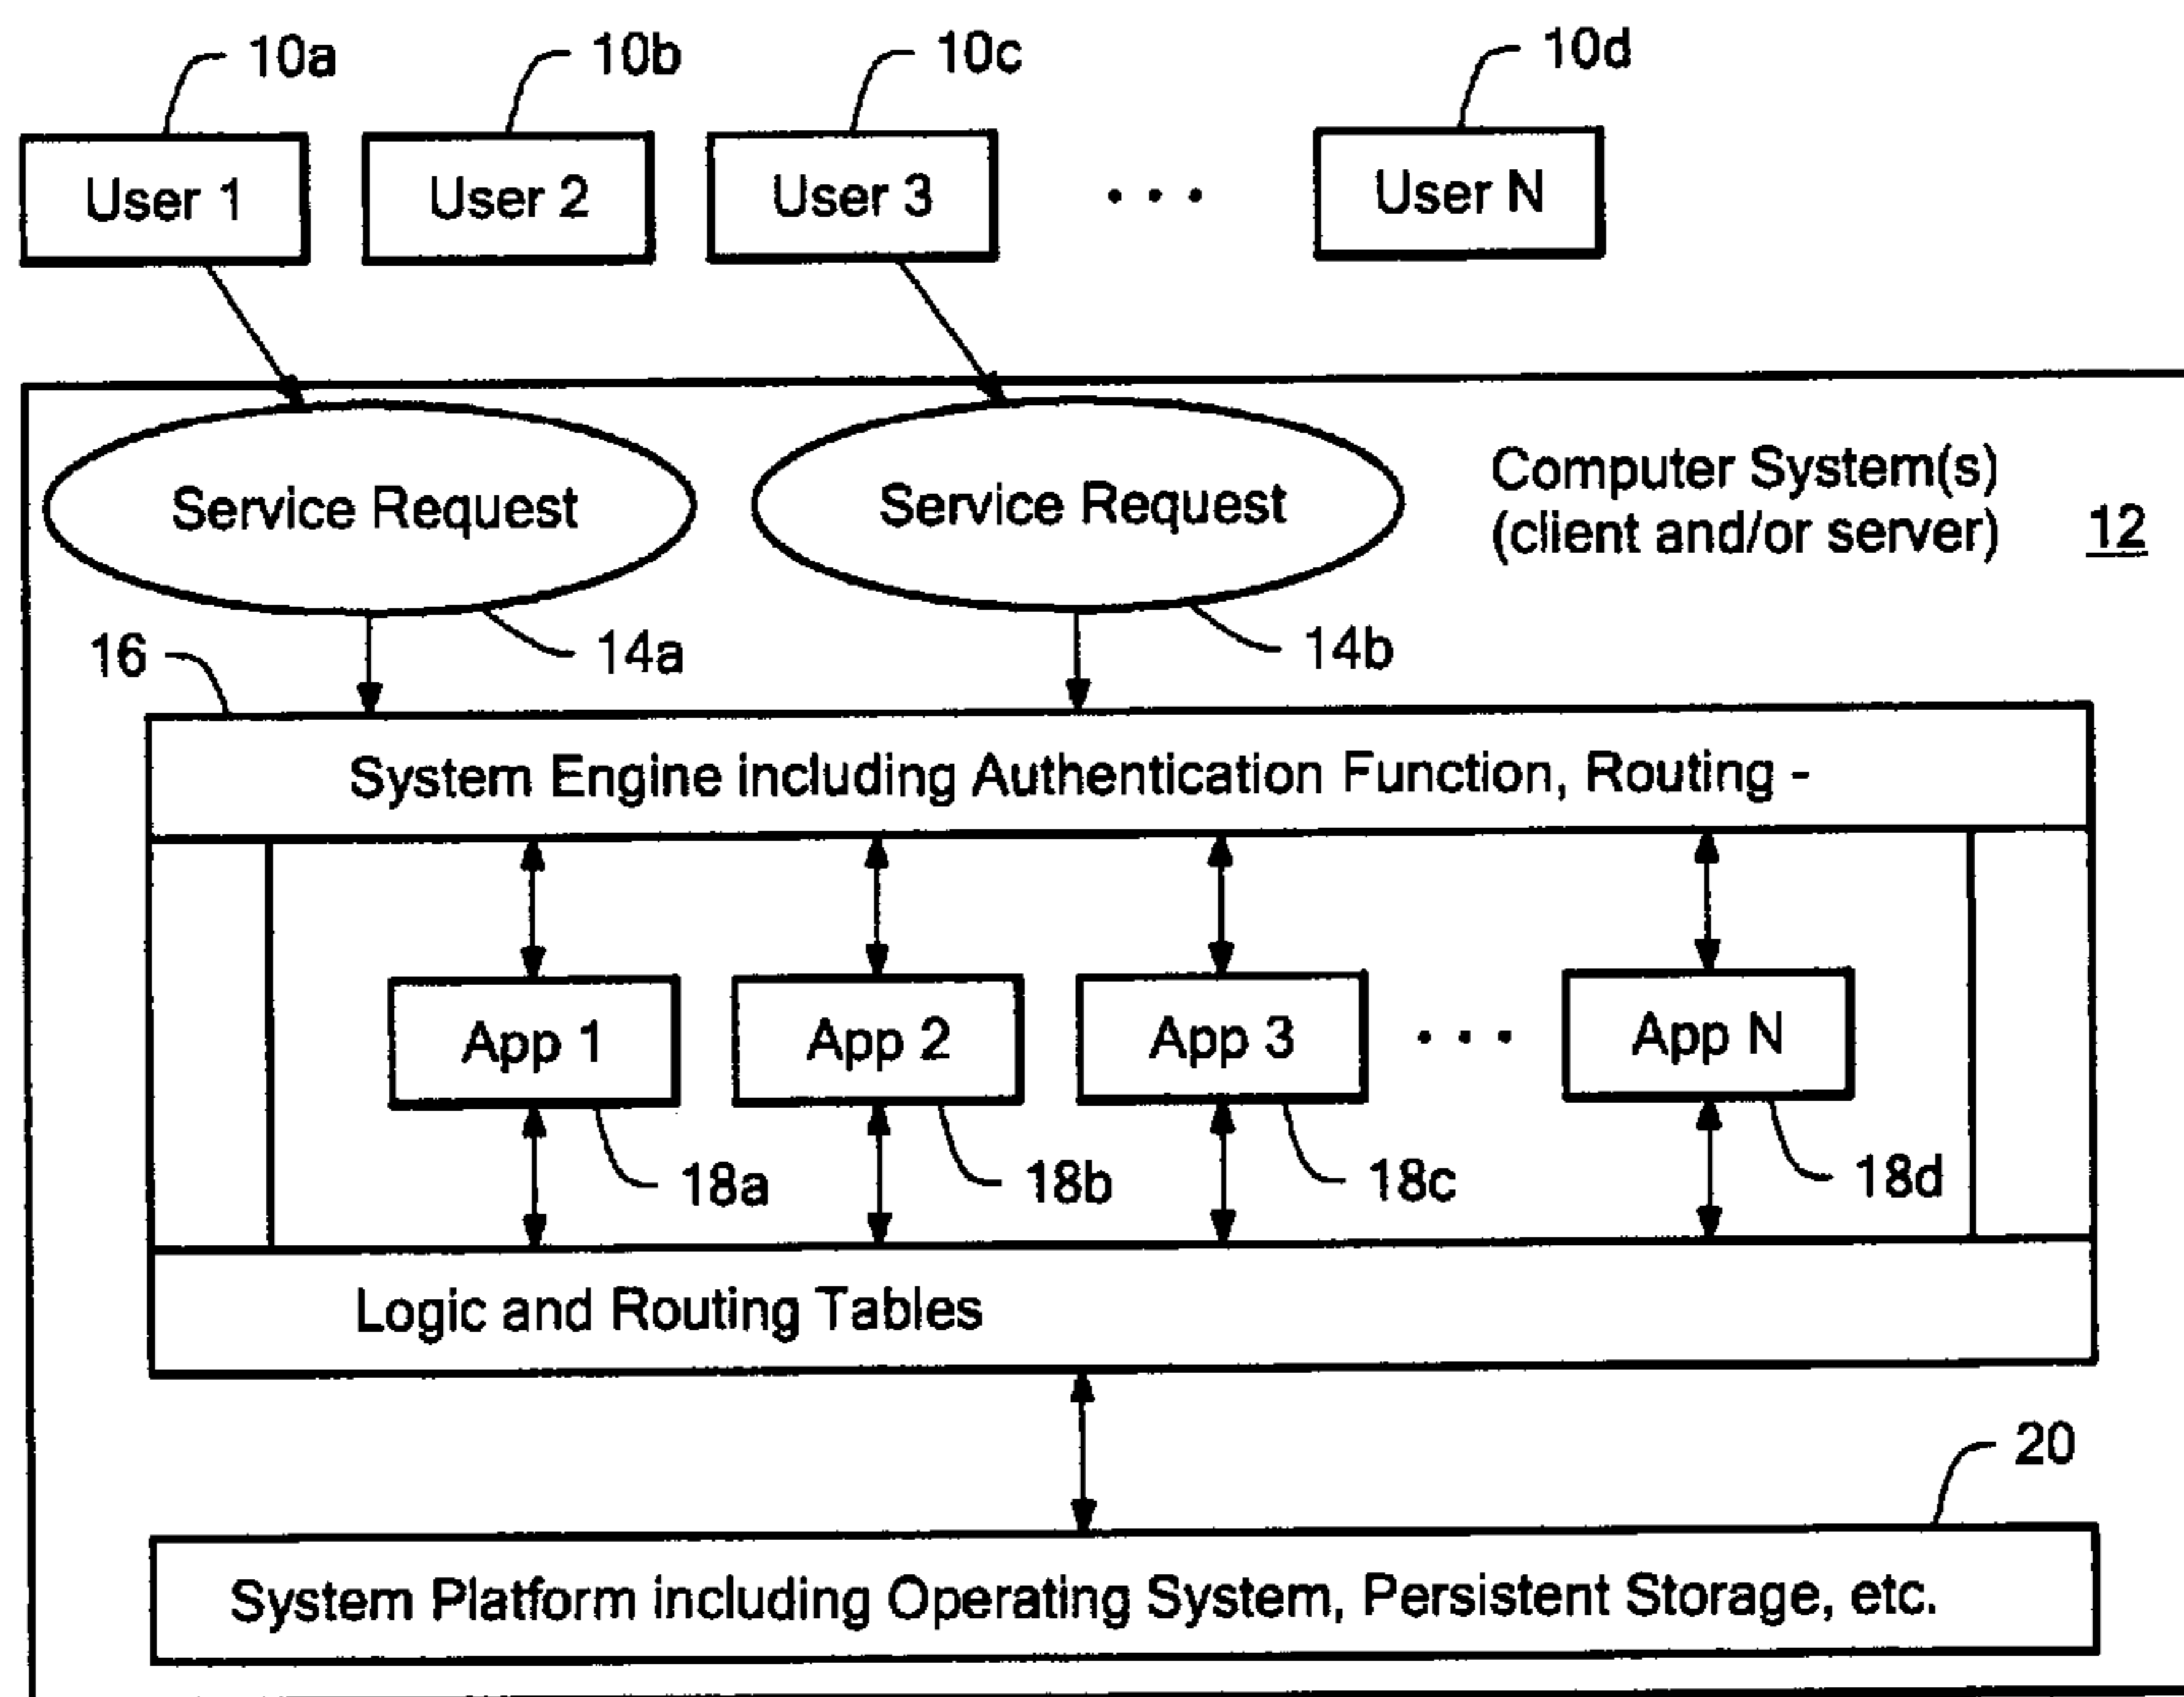 10a 10b 10c 10d
User 1 User 2 User 3 . . . User N
Computer System(s)
Service Request Service Request (client and/or server) 12
16 14a 14b
System Engine including Authentication Function, Routing -
App 1 App 2 App 3 . . . App N
18a 18b 18c 18d
Logic and Routing Tables
20
System Platform including Operating System, Persistent Storage, etc.